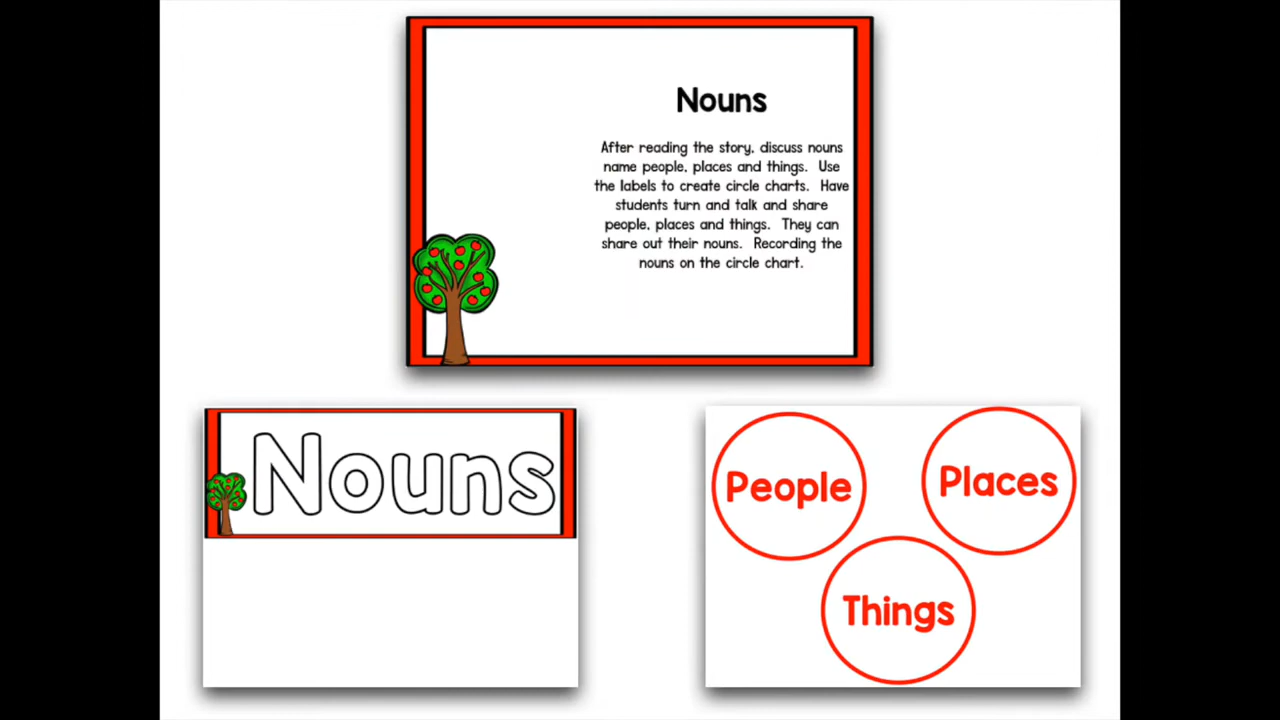 Nouns
After reading the story, discuss nouns
name people, places and things. Use
the labels to create circle charts. Have
students turn and talk and share
people, places and things. They can
share out their nouns. Recording the
nouns on the circle chart.
Nouns
People
Places
Things